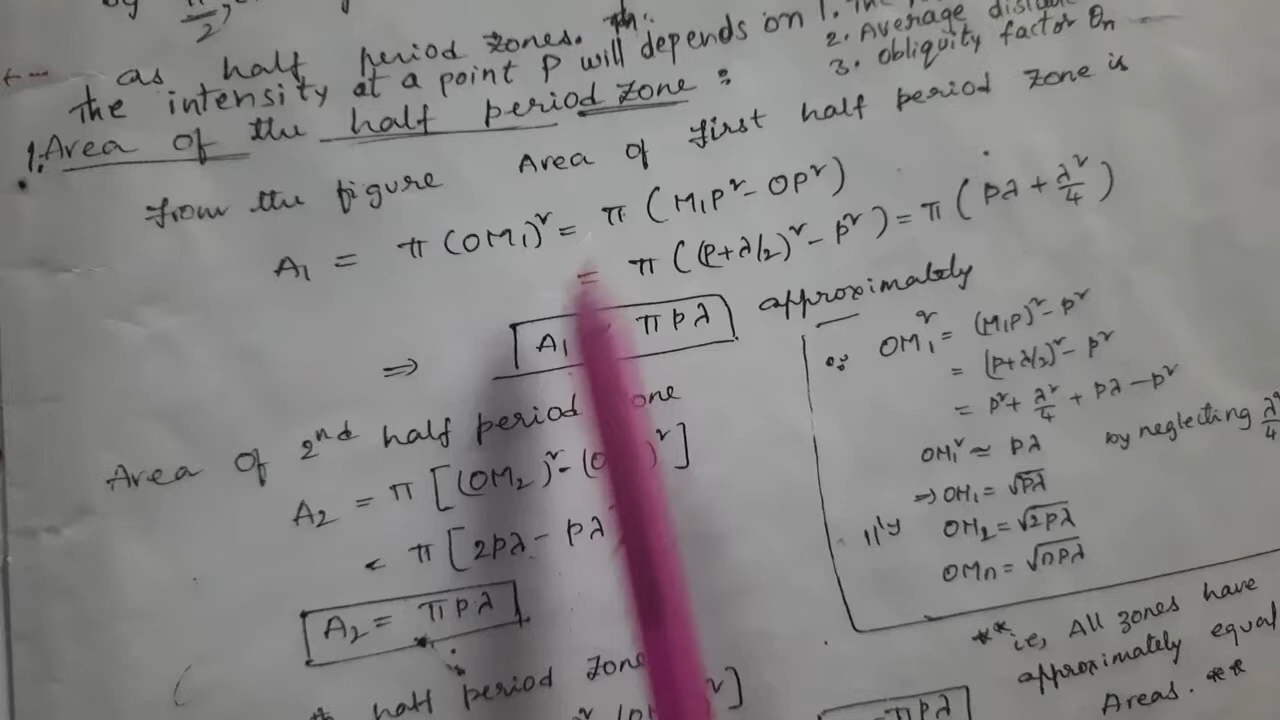 by π/2,
as half period zones.
the intensity at a point P will depends on 1.
2. Average
3. Obliquity factor θn
1. Area of the half period zone:
from the figure Area of first half period zone is
A₁ = π(OM₁)² = π(M₁P² - OP²)
= π((P+λ/2)² - P²) = π(Pλ + λ²/4)
⇒ A₁ πPλ approximately
∵ OM₁² = (M₁P)² - P²
= (P+λ/2)² - P²
= P² + λ²/4 + Pλ - P²
OM₁² ≃ Pλ by neglecting λ²/4
⇒ OM₁ = √Pλ
|||ly OM₂ = √2Pλ
OMn = √nPλ
Area of 2nd half period
A₂ = π[(OM₂)² - ( )²]
= π[2Pλ - Pλ
A₂ = πPλ
** ie, All zones have
approximately equal
Areas. **
half period zone
πPλ